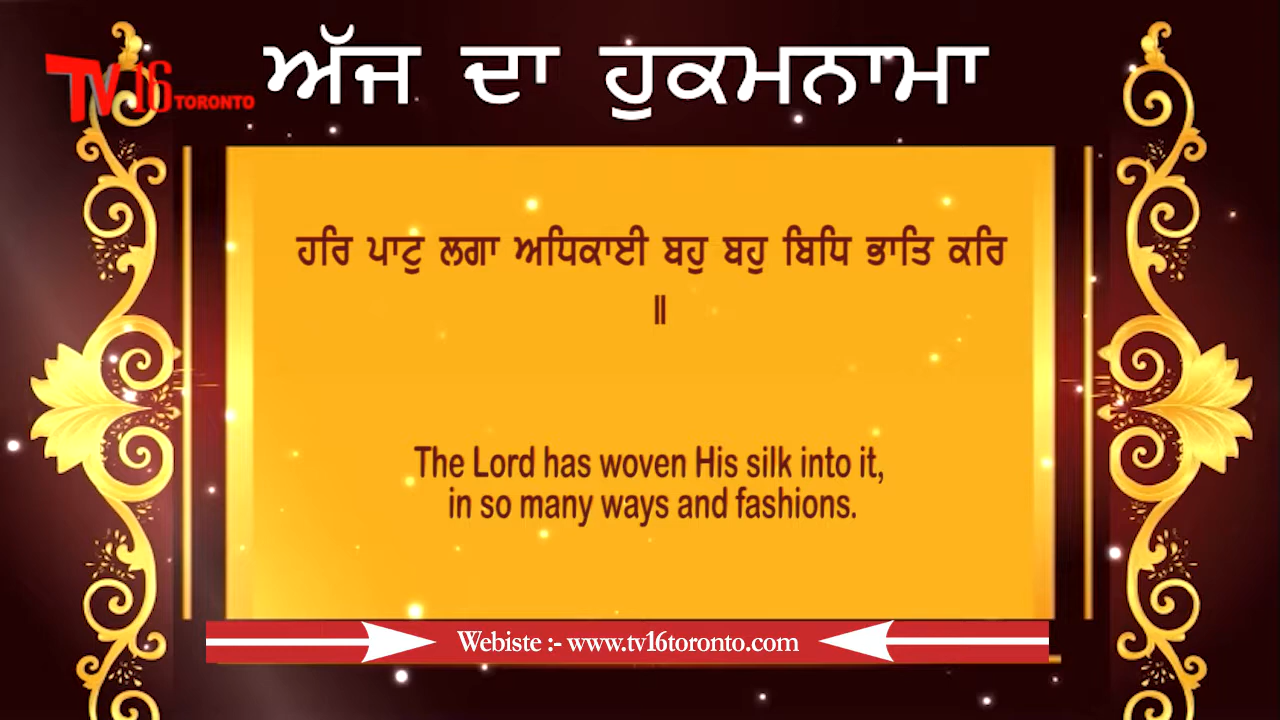 TV16 TORONTO
ਅੱਜ ਦਾ ਹੁਕਮਨਾਮਾ
ਹਰਿ ਪਾਟੁ ਲਗਾ ਅਧਿਕਾਈ ਬਹੁ ਬਹੁ ਬਿਧਿ ਭਾਤਿ ਕਰਿ
॥
The Lord has woven His silk into it,
in so many ways and fashions.
Webiste :- www.tv16toronto.com